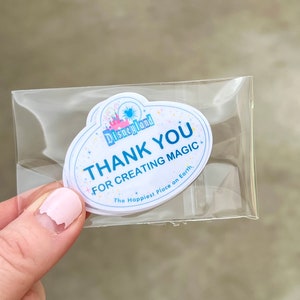 Disneyland
THANK YOU
FOR CREATING MAGIC
The Happiest Place on Earth